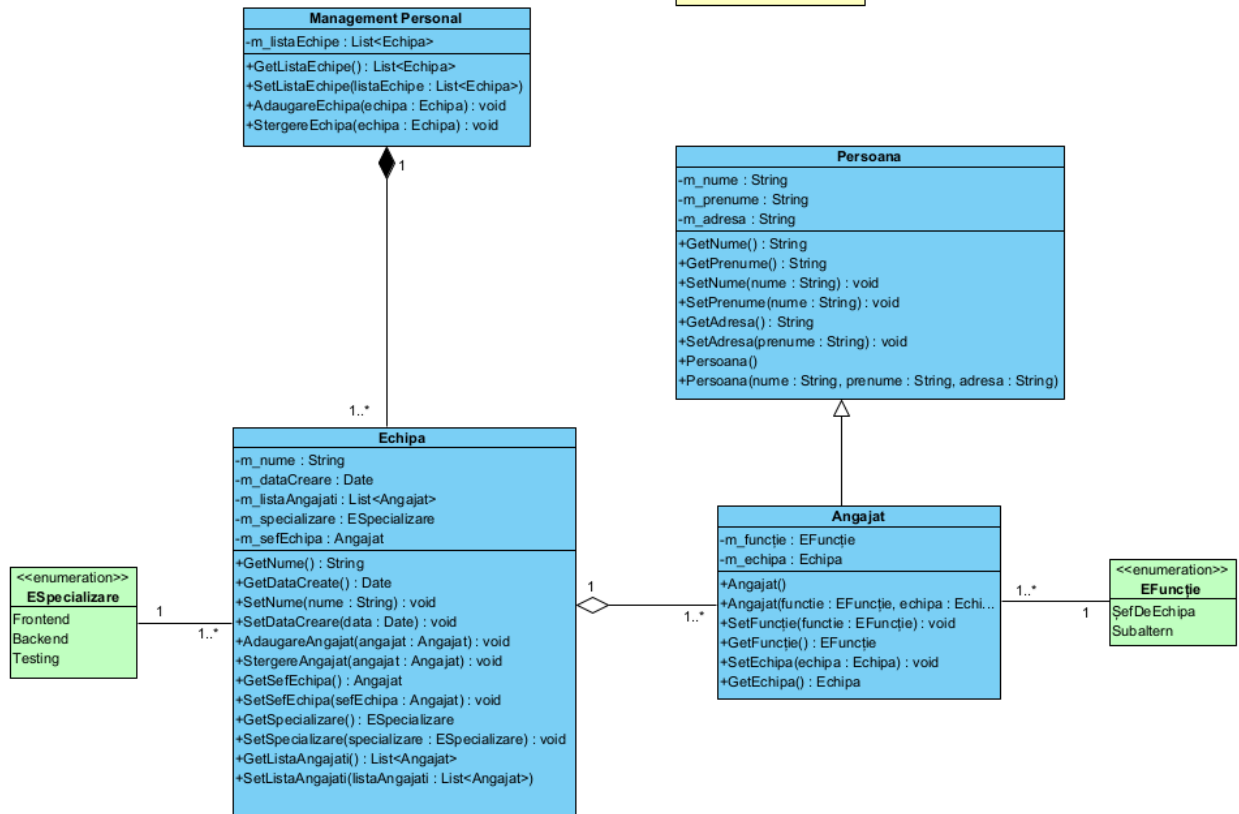 Management Personal
-m_listaEchipe : List<Echipa>
+GetListaEchipe() : List<Echipa>
+SetListaEchipe(listaEchipe : List<Echipa>)
+AdaugareEchipa(echipa : Echipa) : void
+StergereEchipa(echipa : Echipa) : void
1
1..*
Persoana
-m_nume : String
-m_prenume : String
-m_adresa : String
+GetNume() : String
+GetPrenume() : String
+SetNume(nume : String) : void
+SetPrenume(nume : String) : void
+GetAdresa() : String
+SetAdresa(prenume : String) : void
+Persoana()
+Persoana(nume : String, prenume : String, adresa : String)
Echipa
-m_nume : String
-m_dataCreare : Date
-m_listaAngajati : List<Angajat>
-m_specializare : ESpecializare
-m_sefEchipa : Angajat
+GetNume() : String
+GetDataCreate() : Date
+SetNume(nume : String) : void
+SetDataCreare(data : Date) : void
+AdaugareAngajat(angajat : Angajat) : void
+StergereAngajat(angajat : Angajat) : void
+GetSefEchipa() : Angajat
+SetSefEchipa(sefEchipa : Angajat) : void
+GetSpecializare() : ESpecializare
+SetSpecializare(specializare : ESpecializare) : void
+GetListaAngajati() : List<Angajat>
+SetListaAngajati(listaAngajati : List<Angajat>)
<<enumeration>>
ESpecializare
Frontend
Backend
Testing
1
1..*
1
1..*
Angajat
-m_funcție : EFuncție
-m_echipa : Echipa
+Angajat()
+Angajat(functie : EFuncție, echipa : Echi...
+SetFuncție(functie : EFuncție) : void
+GetFuncție() : EFuncție
+SetEchipa(echipa : Echipa) : void
+GetEchipa() : Echipa
1..*
1
<<enumeration>>
EFuncție
ȘefDeEchipa
Subaltern